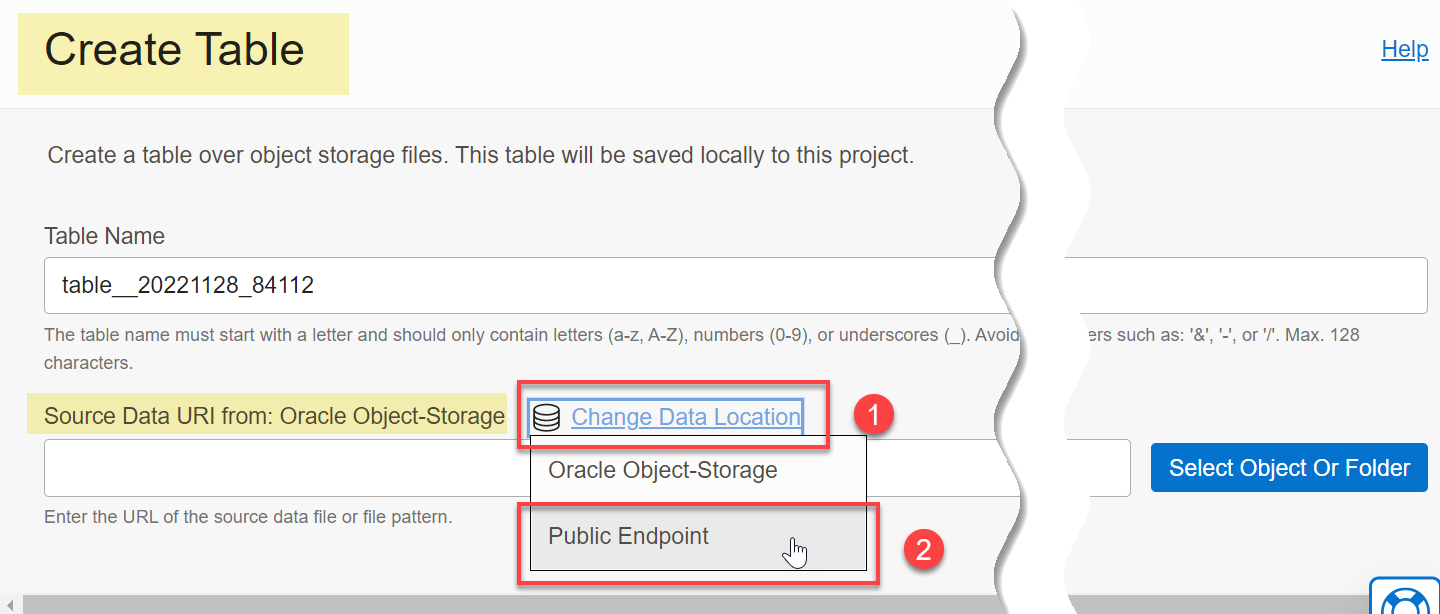 Create Table
Help
Create a table over object storage files. This table will be saved locally to this project.
Table Name
table__20221128_84112
The table name must start with a letter and should only contain letters (a-z, A-Z), numbers (0-9), or underscores (_). Avoid ers such as: '&', '-', or '/'. Max. 128
characters.
Source Data URI from: Oracle Object-Storage Change Data Location 1
Oracle Object-Storage Select Object Or Folder
Enter the URL of the source data file or file pattern.
Public Endpoint 2